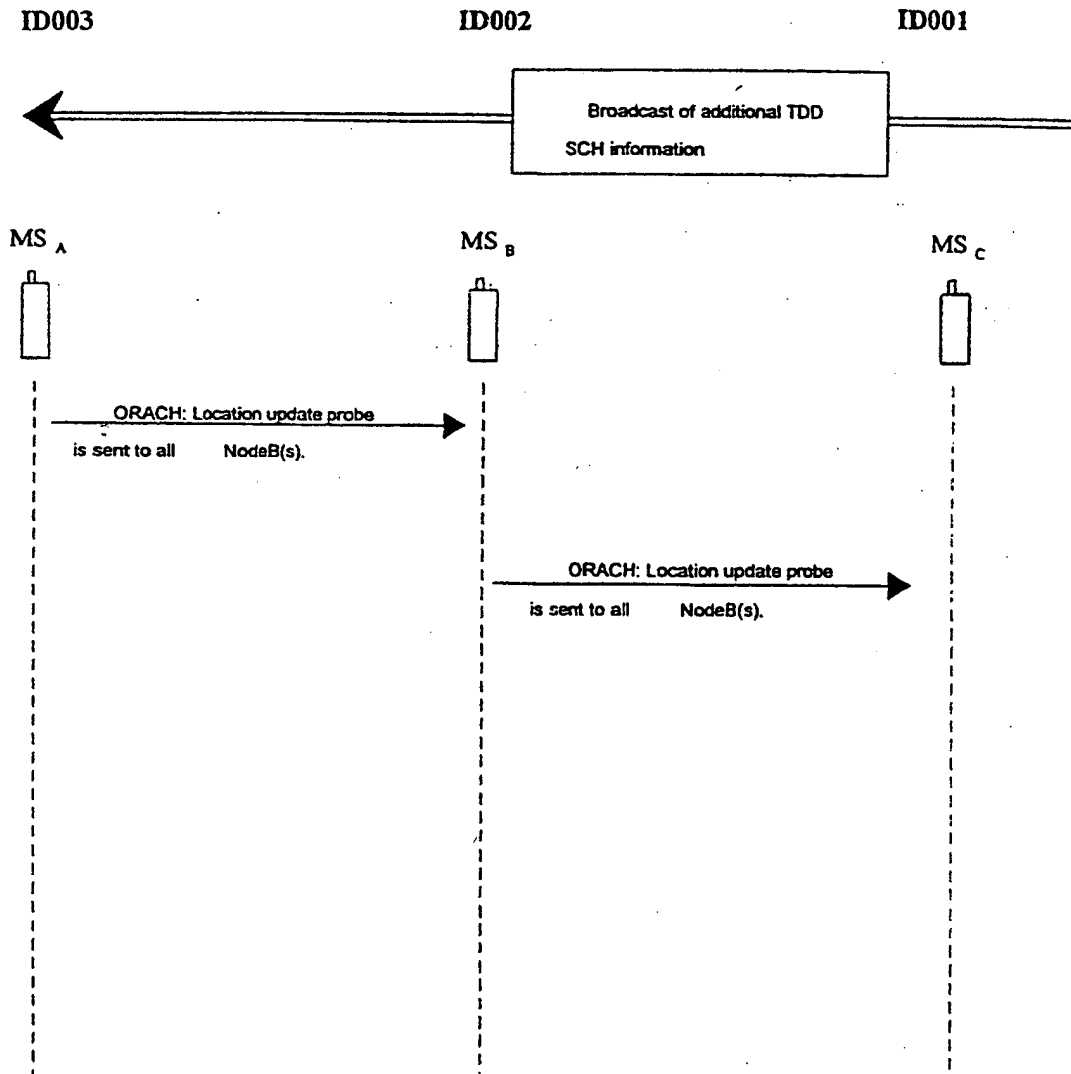 ID003 ID002 ID001
Broadcast of additional TDD
SCH information
MS A MS B MS C
ORACH: Location update probe
is sent to all NodeB(s).
ORACH: Location update probe
is sent to all NodeB(s).